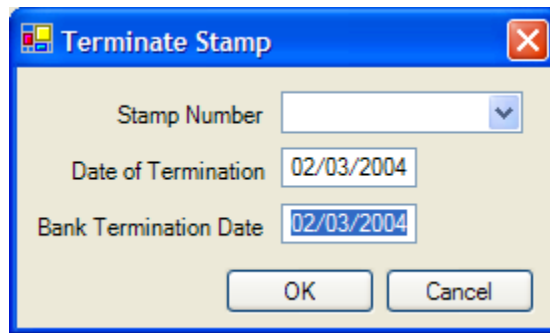 Terminate Stamp
Stamp Number
Date of Termination 02/03/2004
Bank Termination Date 02/03/2004
OK Cancel